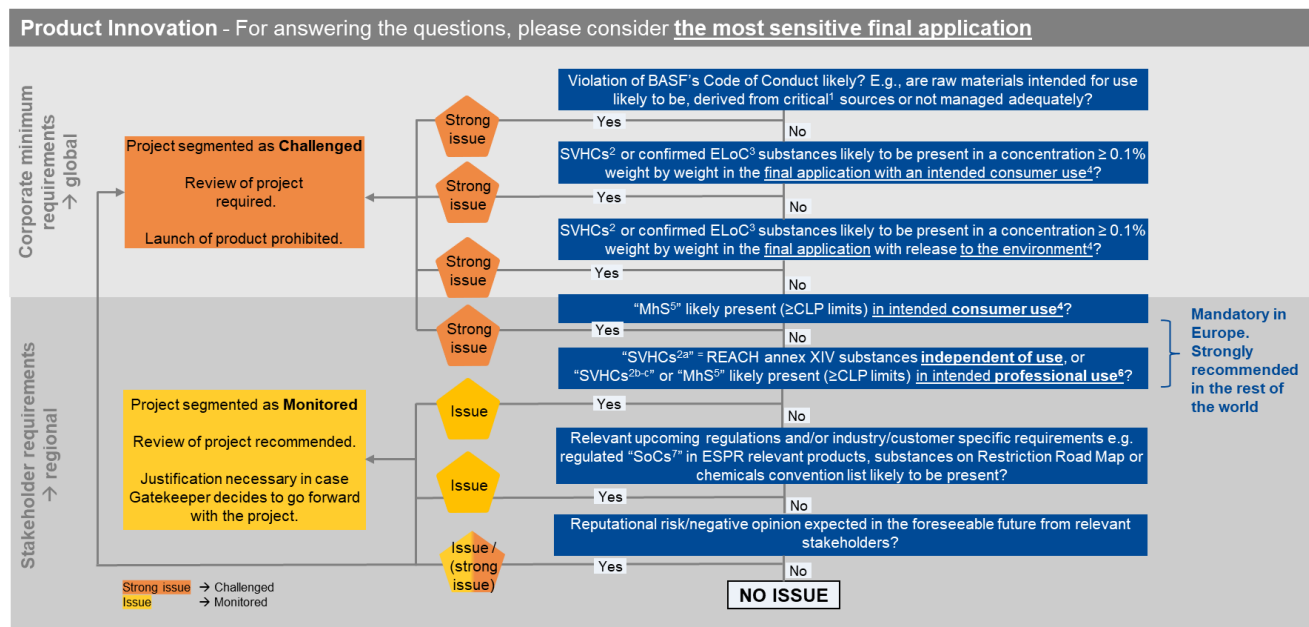 Product Innovation - For answering the questions, please consider the most sensitive final application
Corporate minimum
requirements
→ global
Violation of BASF's Code of Conduct likely? E.g., are raw materials intended for use
likely to be, derived from critical¹ sources or not managed adequately?
Strong
issue
Yes
No
Project segmented as Challenged
Review of project
required.
Launch of product prohibited.
SVHCs² or confirmed ELoC³ substances likely to be present in a concentration ≥ 0.1%
weight by weight in the final application with an intended consumer use⁴?
Strong
issue
Yes
No
SVHCs² or confirmed ELoC³ substances likely to be present in a concentration ≥ 0.1%
weight by weight in the final application with release to the environment⁴?
Strong
issue
Yes
No
Stakeholder requirements
→ regional
“MhS⁵” likely present (≥CLP limits) in intended consumer use⁴?
Strong
issue
Yes
No
“SVHCs²ᵃ” = REACH annex XIV substances independent of use, or
“SVHCs²ᵇ⁻ᶜ” or “MhS⁵” likely present (≥CLP limits) in intended professional use⁶?
Mandatory in
Europe.
Strongly
recommended
in the rest of
the world
Issue
Yes
No
Project segmented as Monitored
Review of project recommended.
Justification necessary in case
Gatekeeper decides to go forward
with the project.
Relevant upcoming regulations and/or industry/customer specific requirements e.g.
regulated “SoCs⁷” in ESPR relevant products, substances on Restriction Road Map or
chemicals convention list likely to be present?
Issue
Yes
No
Reputational risk/negative opinion expected in the foreseeable future from relevant
stakeholders?
Issue /
(strong
issue)
Yes
No
Strong issue → Challenged
Issue → Monitored
NO ISSUE